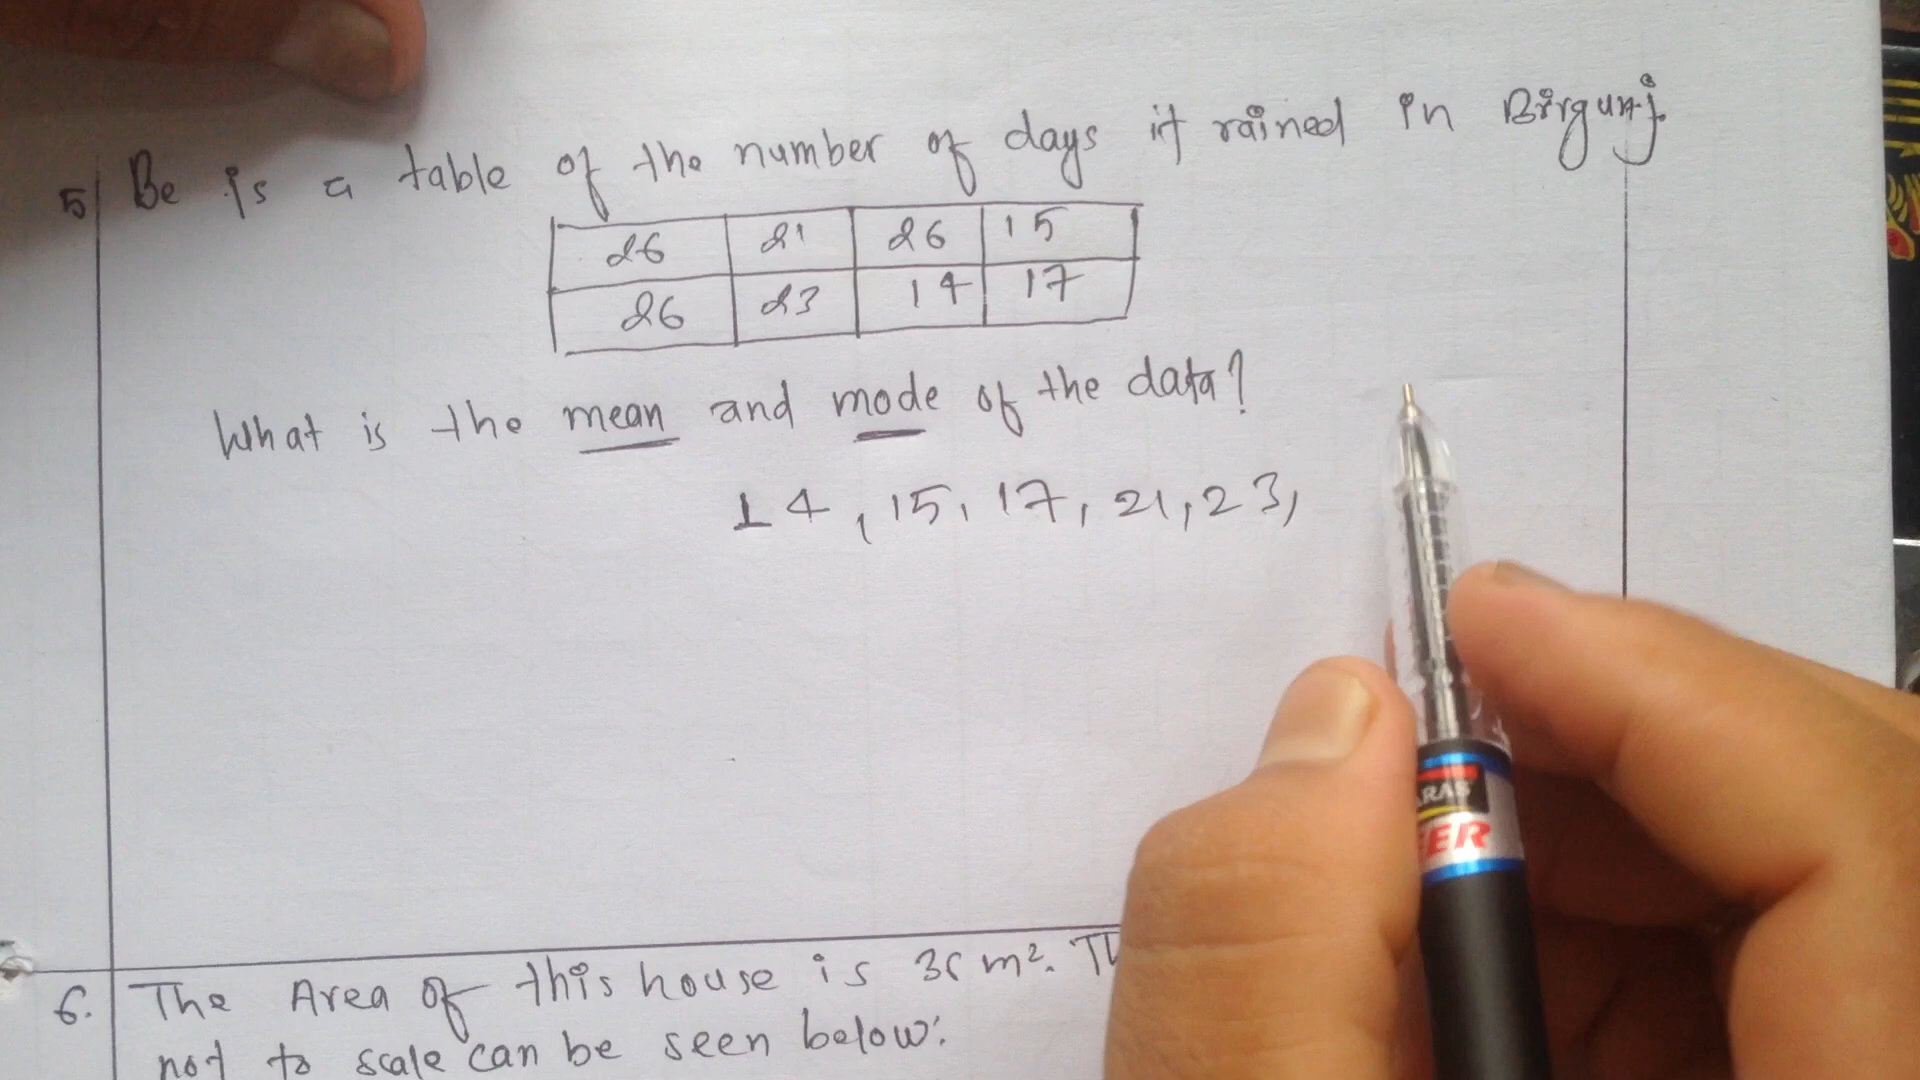 5 Be is a table of the number of days it rained in Birgunj.
26 21 26 15
26 23 14 17
What is the mean and mode of the data?
14, 15, 17, 21, 23,
6. The Area of this house is 36 m². Th
not to scale can be seen below:
ARAS
EER